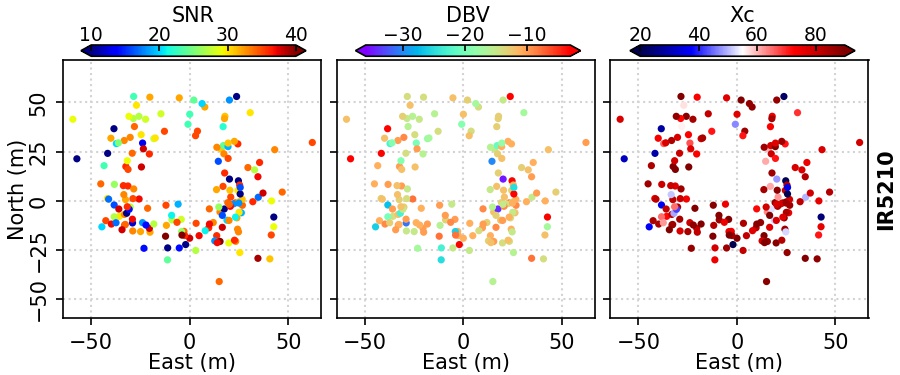 SNR DBV Xc
10 20 30 40 −30 −20 −10 20 40 60 80
50
25
0
−25
−50
North (m)
−50 0 50 −50 0 50 −50 0 50
East (m) East (m) East (m)
IR5210